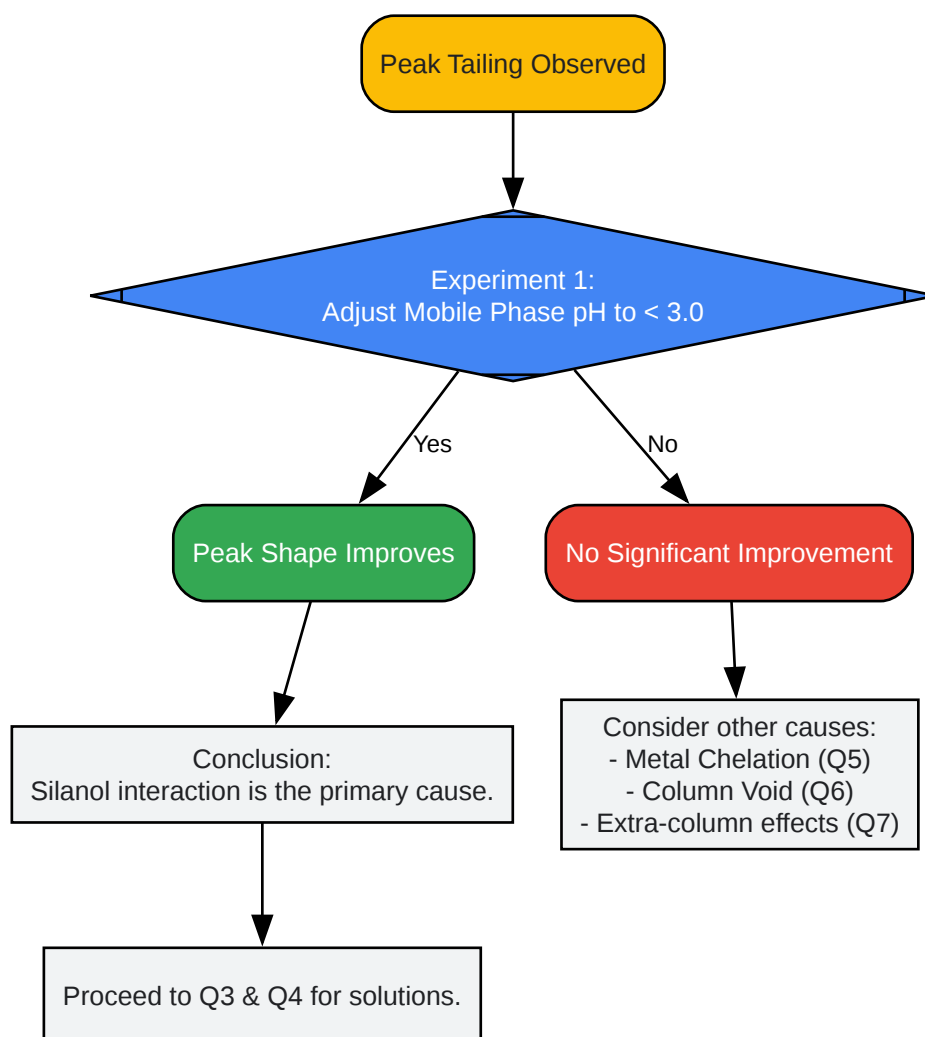 Peak Tailing Observed
Experiment 1:
Adjust Mobile Phase pH to < 3.0
Yes
No
Peak Shape Improves
No Significant Improvement
Conclusion:
Silanol interaction is the primary cause.
Consider other causes:
- Metal Chelation (Q5)
- Column Void (Q6)
- Extra-column effects (Q7)
Proceed to Q3 & Q4 for solutions.